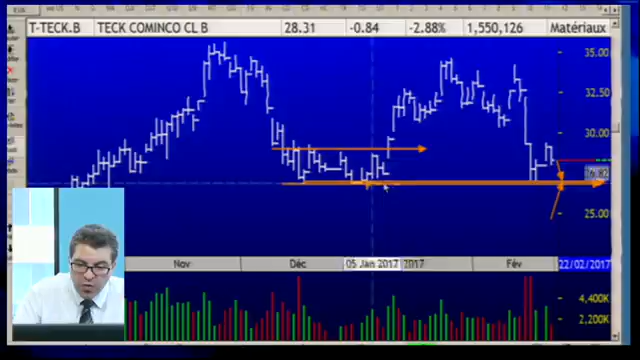 T-TECK.B TECK COMINCO CL B 28.31 -0.84 -2.88% 1,550,126 Matériaux
35.00
32.50
30.00
25.00
Nov Déc 05 Jan 2017 2017 Fév 22/02/2017
4,400K
2,200K